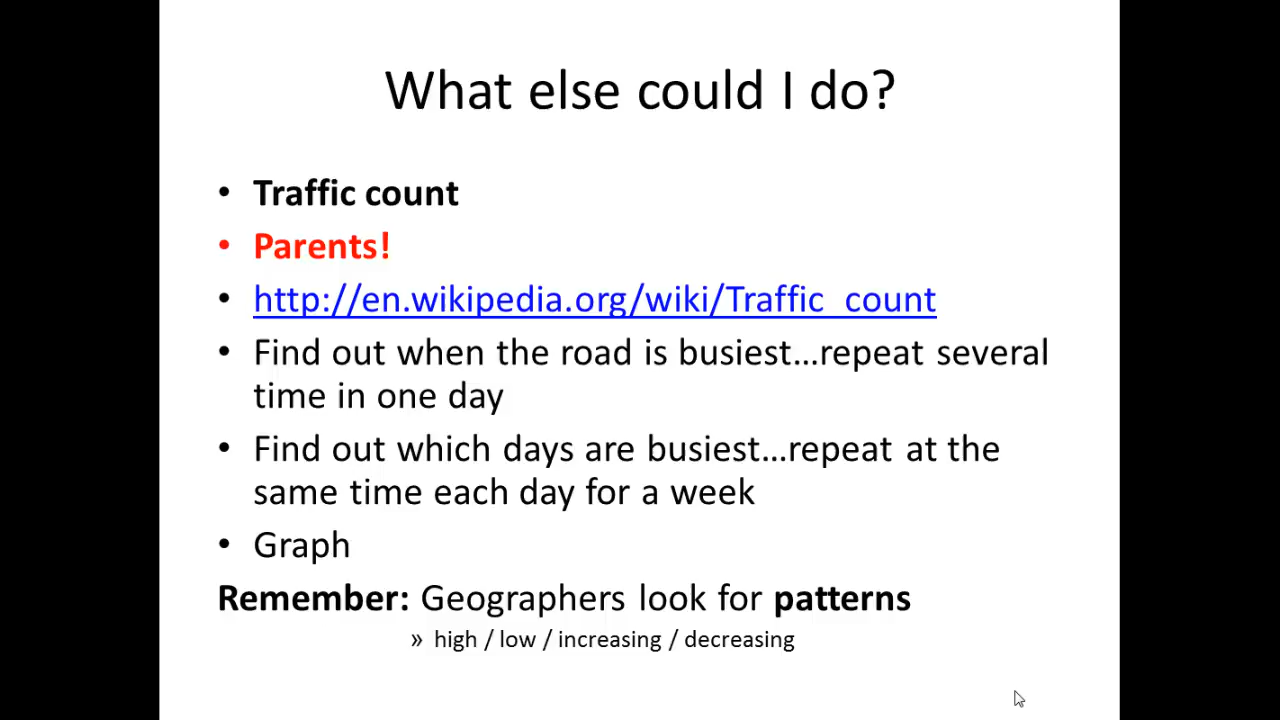 What else could I do?
• Traffic count
• Parents!
• http://en.wikipedia.org/wiki/Traffic_count
• Find out when the road is busiest...repeat several
time in one day
• Find out which days are busiest...repeat at the
same time each day for a week
• Graph
Remember: Geographers look for patterns
» high / low / increasing / decreasing